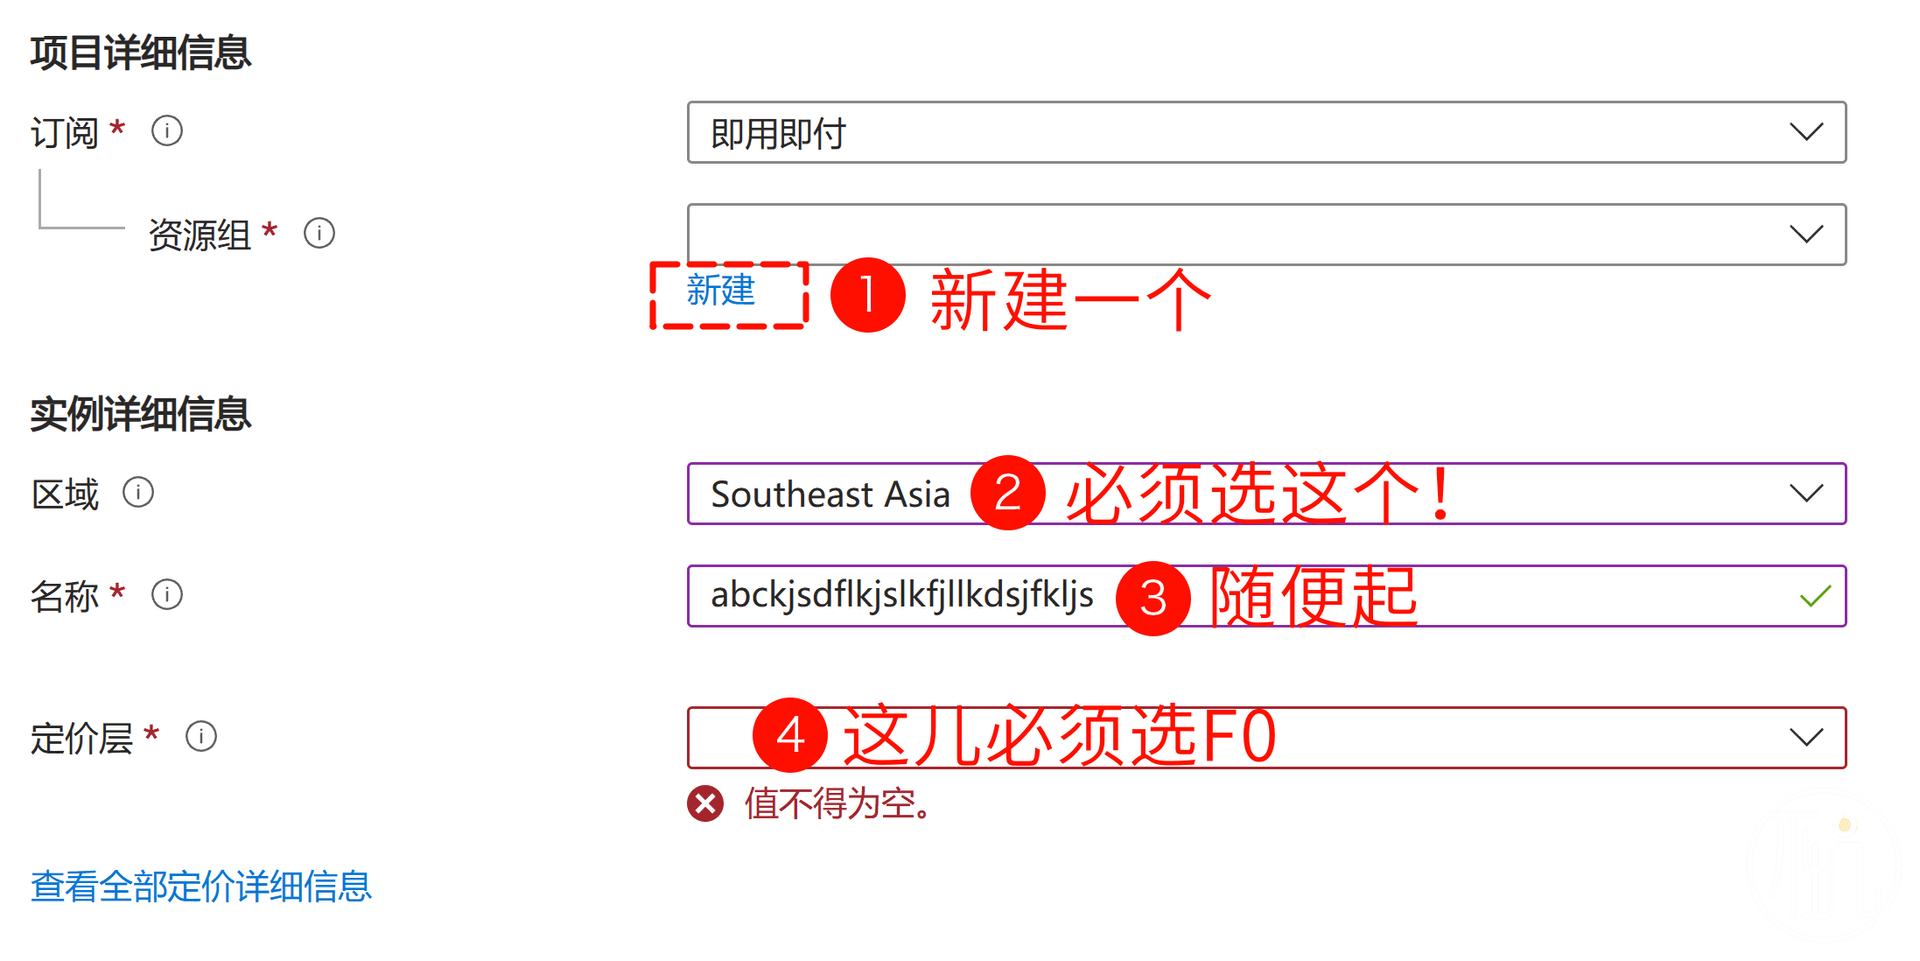 项目详细信息
订阅 *
即用即付
资源组 *
新建
1 新建一个
实例详细信息
区域
Southeast Asia 2 必须选这个！
名称 *
abckjsdflkjslkfjllkdsjfkljs 3 随便起
定价层 *
4 这儿必须选F0
值不得为空。
查看全部定价详细信息